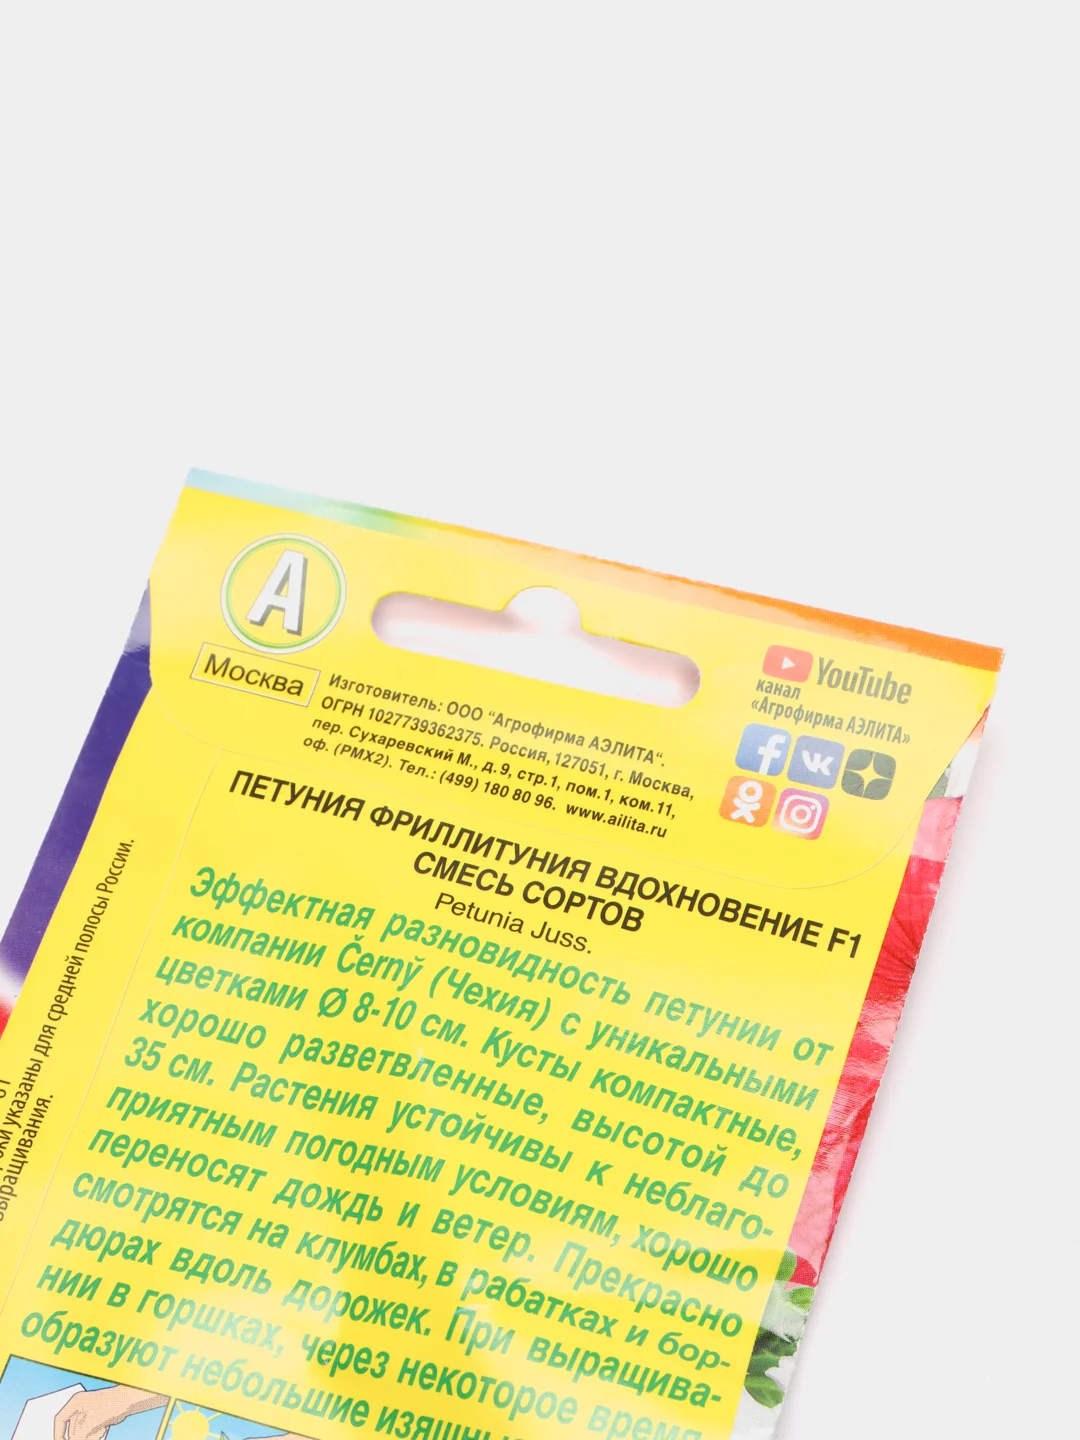 А
Москва
Изготовитель: ООО "Агрофирма АЭЛИТА“.
ОГРН 1027739362375. Россия, 127051, г. Москва,
пер. Сухаревский М., д. 9, стр.1, пом.1, ком.11,
оф. (РМХ2). Тел.: (499) 180 80 96. www.ailita.ru
YouTube
канал
«Агрофирма АЭЛИТА»
ПЕТУНИЯ ФРИЛЛИТУНИЯ ВДОХНОВЕНИЕ F1
СМЕСЬ СОРТОВ
Petunia Juss.
Эффектная разновидность петунии от
компании Černý (Чехия) с уникальными
цветками Ø 8-10 см. Кусты компактные,
хорошо разветвленные, высотой до
35 см. Растения устойчивы к неблаго-
приятным погодным условиям, хорошо
переносят дождь и ветер. Прекрасно
смотрятся на клумбах, в рабатках и бор-
дюрах вдоль дорожек. При выращива-
нии в горшках, через некоторое время
образуют небольшие
указаны для средней полосы России.
выращивания.